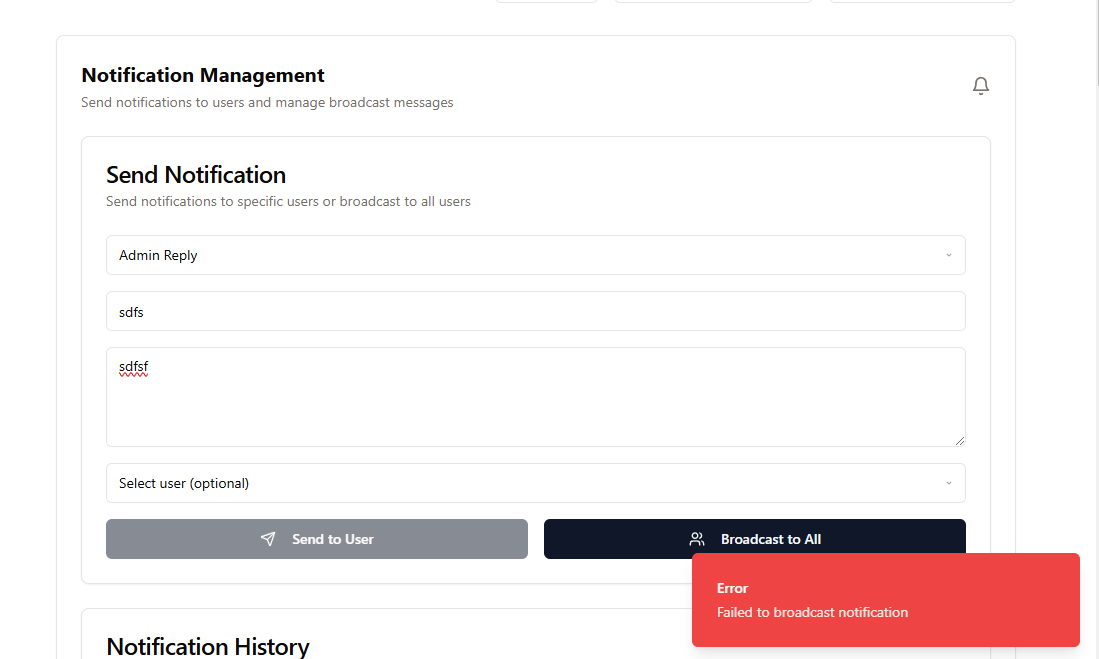 Notification Management
Send notifications to users and manage broadcast messages
Send Notification
Send notifications to specific users or broadcast to all users
Admin Reply
sdfs
sdfsf
Select user (optional)
Send to User
Broadcast to All
Error
Failed to broadcast notification
Notification History